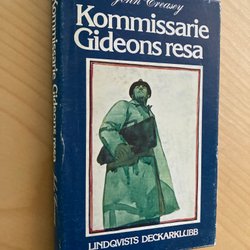 John Creasey
Kommissarie
Gideons resa
LINDQVISTS DECKARKLUBB
Kommissarie Gideons resa